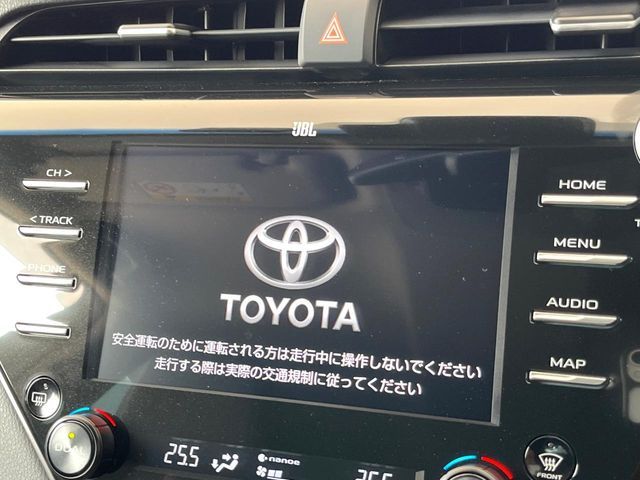 JBL
CH >
HOME
< TRACK
MENU
PHONE
TOYOTA
AUDIO
安全運転のために運転される方は走行中に操作しないでください
走行する際は実際の交通規制に従ってください
MAP
DUAL
25.5
nanoe
FRONT